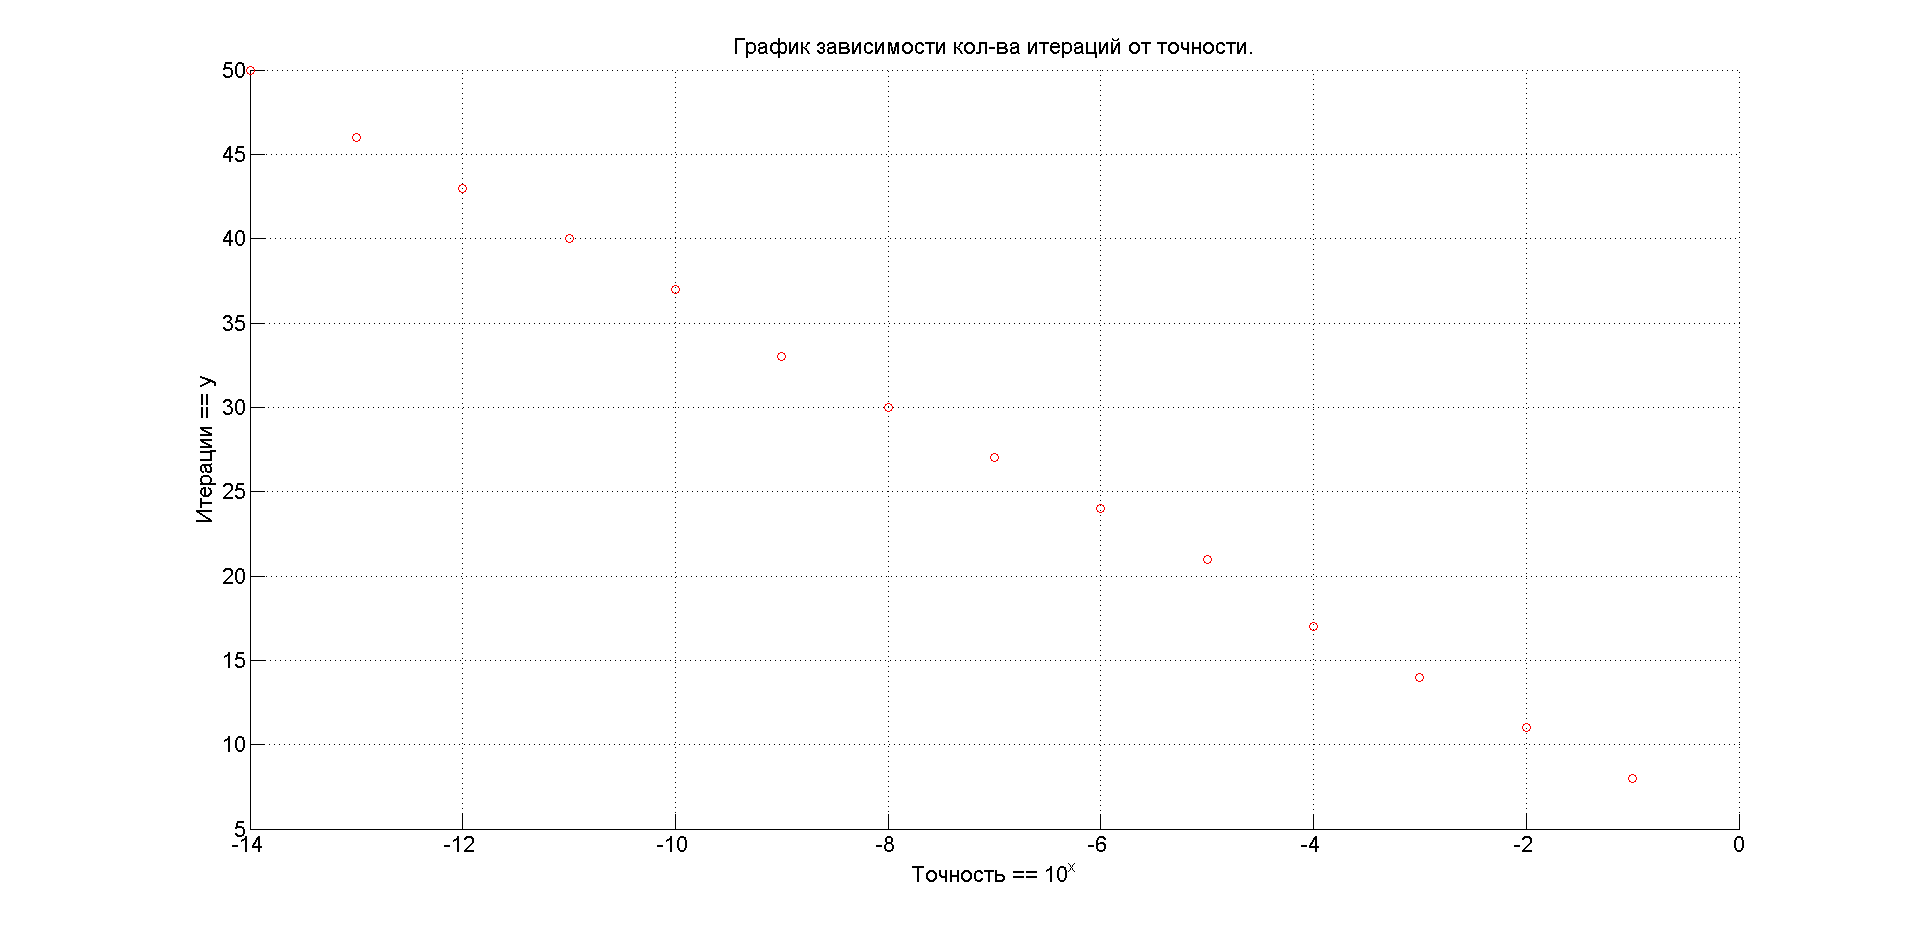 График зависимости кол-ва итераций от точности.
50
45
40
35
30
25
20
15
10
5
Итерации == y
-14 -12 -10 -8 -6 -4 -2 0
Точность == 10^x